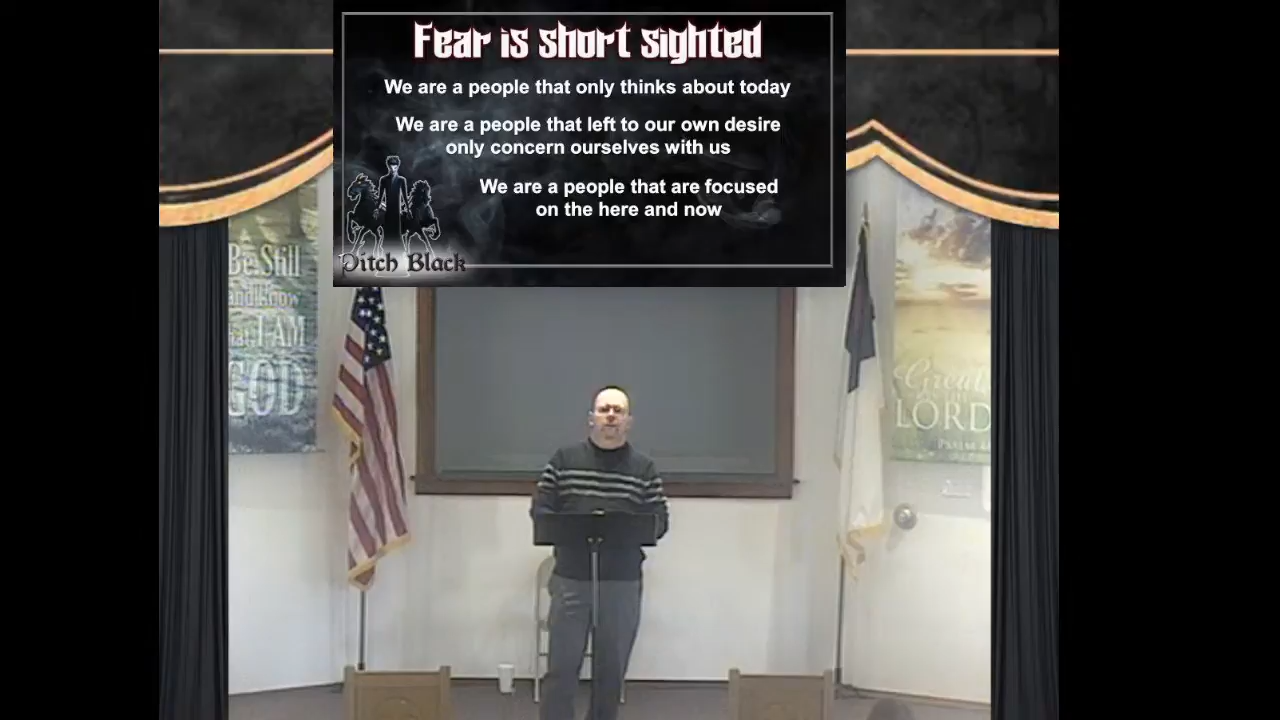 Fear is short sighted
We are a people that only thinks about today
We are a people that left to our own desire
only concern ourselves with us
We are a people that are focused
on the here and now
Pitch Black
Be Still
and Know
that I AM
GOD
Great
LORD
PSALM